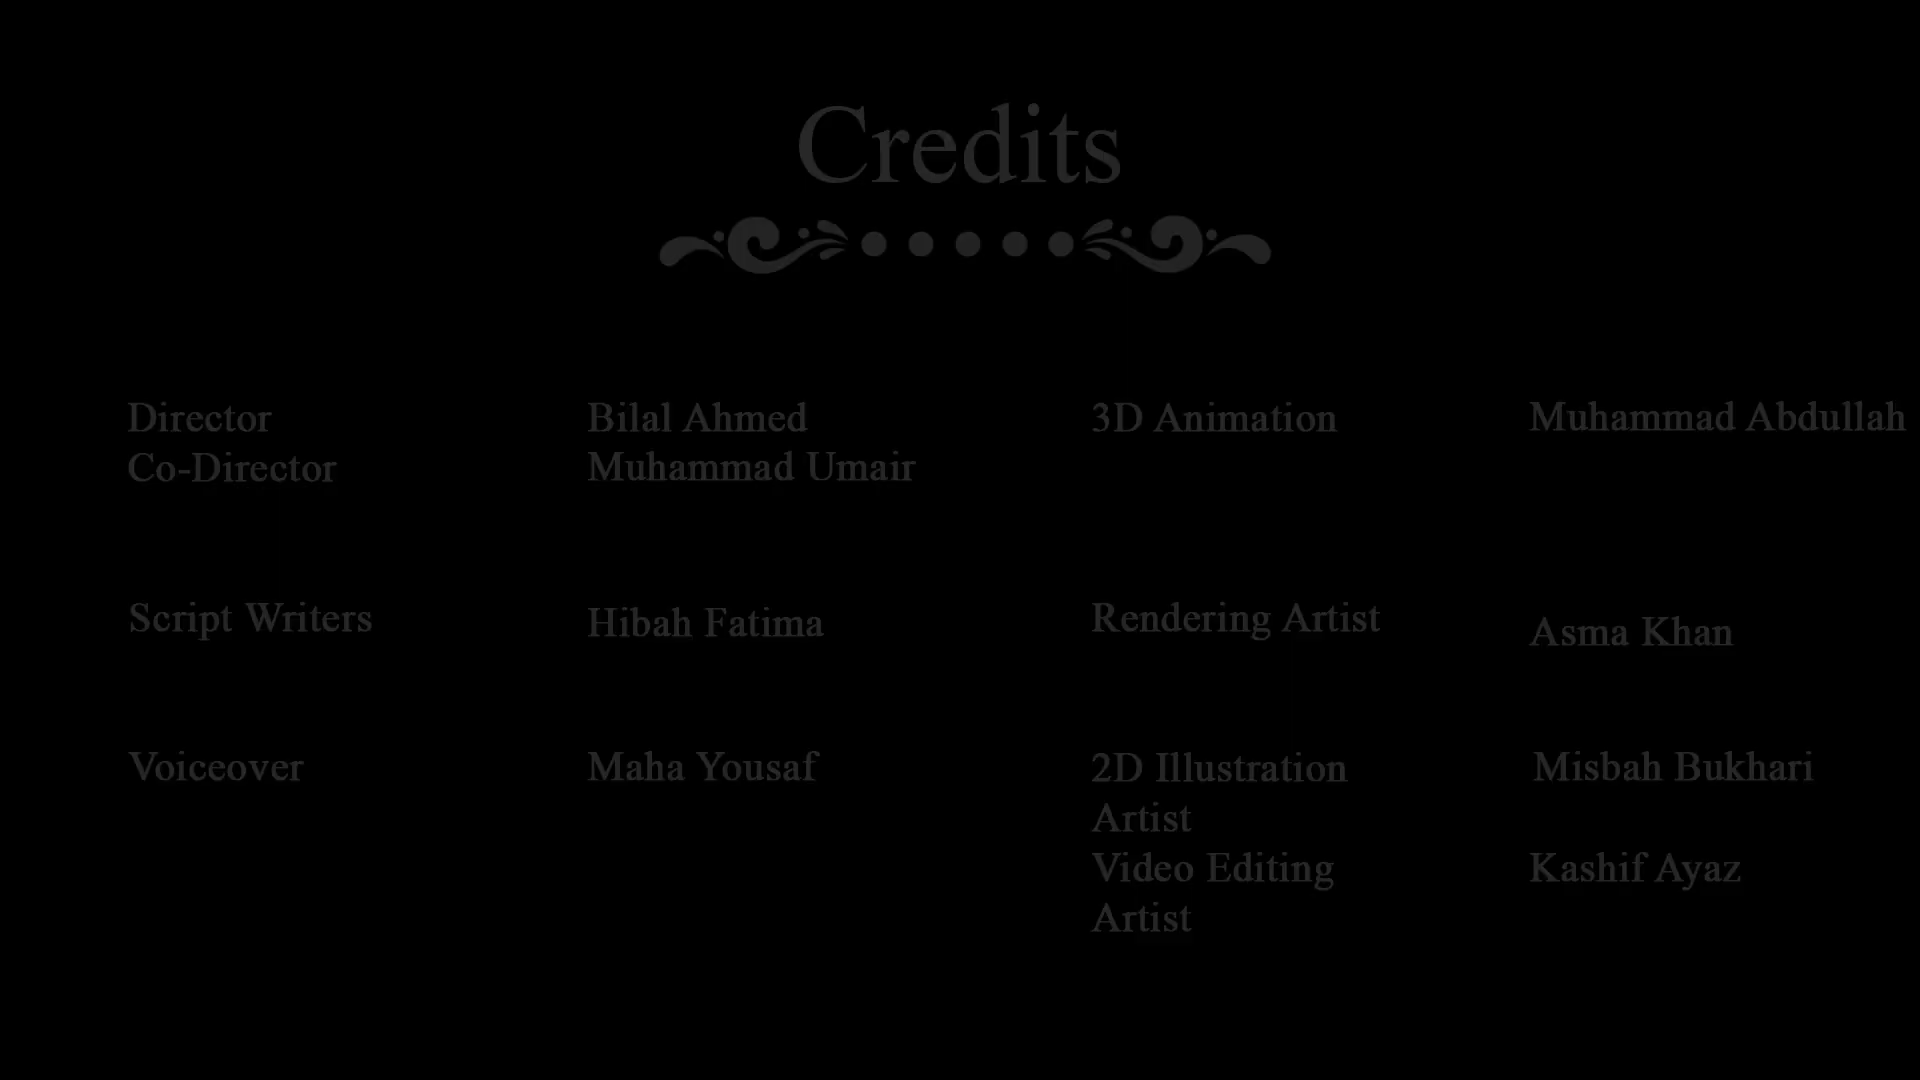 Credits
Director
Co-Director
Bilal Ahmed
Muhammad Umair
3D Animation
Muhammad Abdullah
Script Writers
Hibah Fatima
Rendering Artist
Asma Khan
Voiceover
Maha Yousaf
2D Illustration
Artist
Misbah Bukhari
Video Editing
Artist
Kashif Ayaz